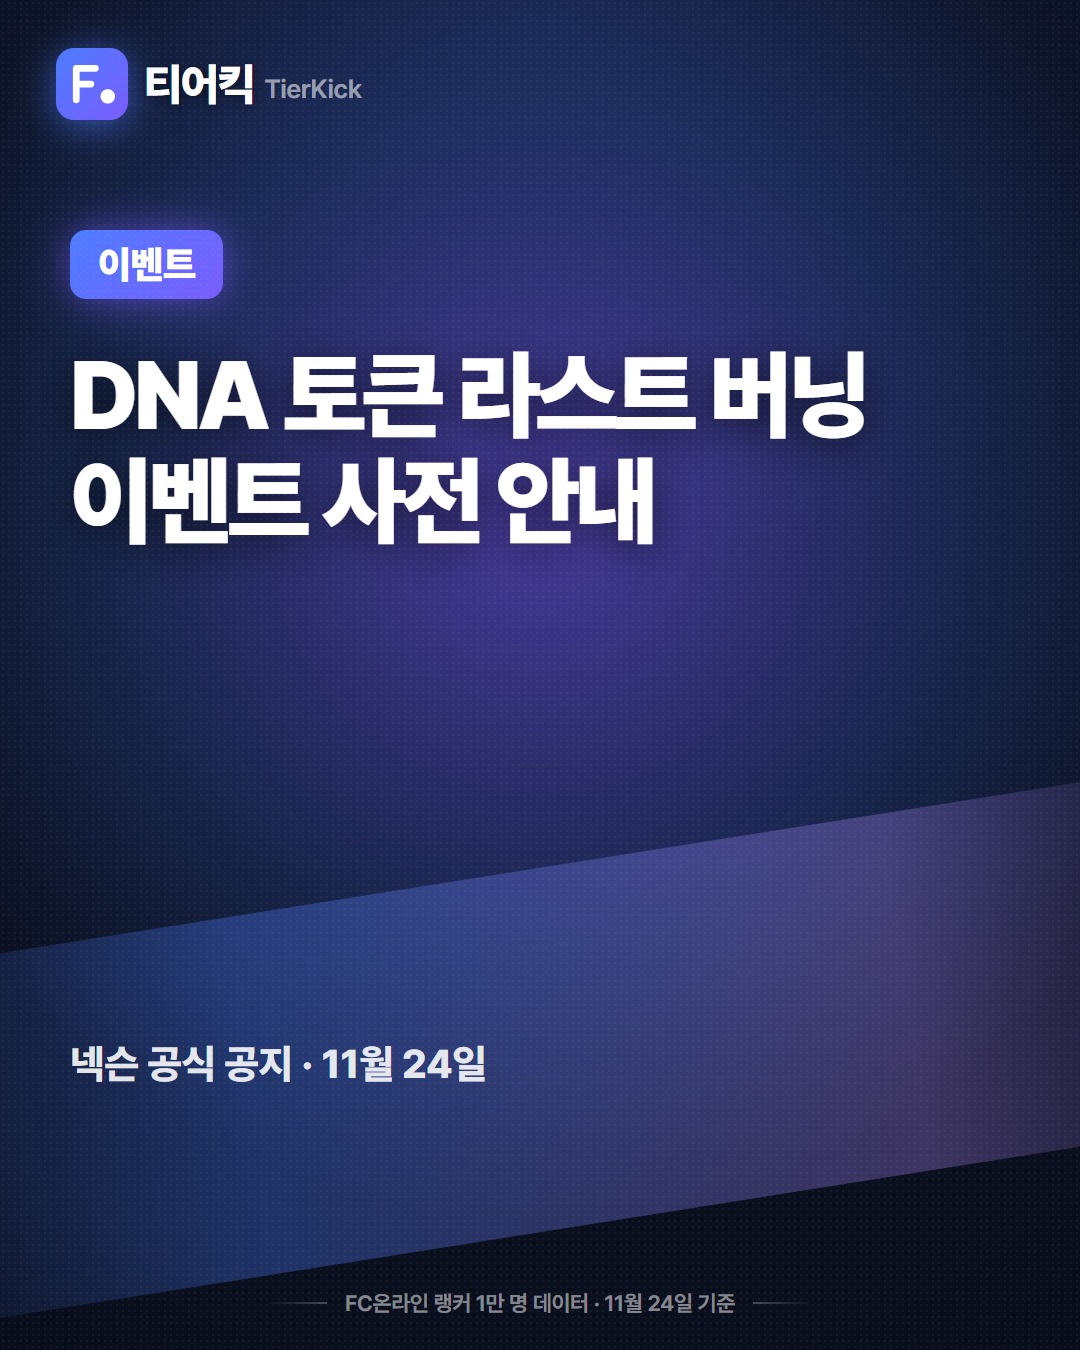 F.
티어킥 TierKick
이벤트
DNA 토큰 라스트 버닝
이벤트 사전 안내
넥슨 공식 공지 · 11월 24일
FC온라인 랭커 1만 명 데이터 · 11월 24일 기준